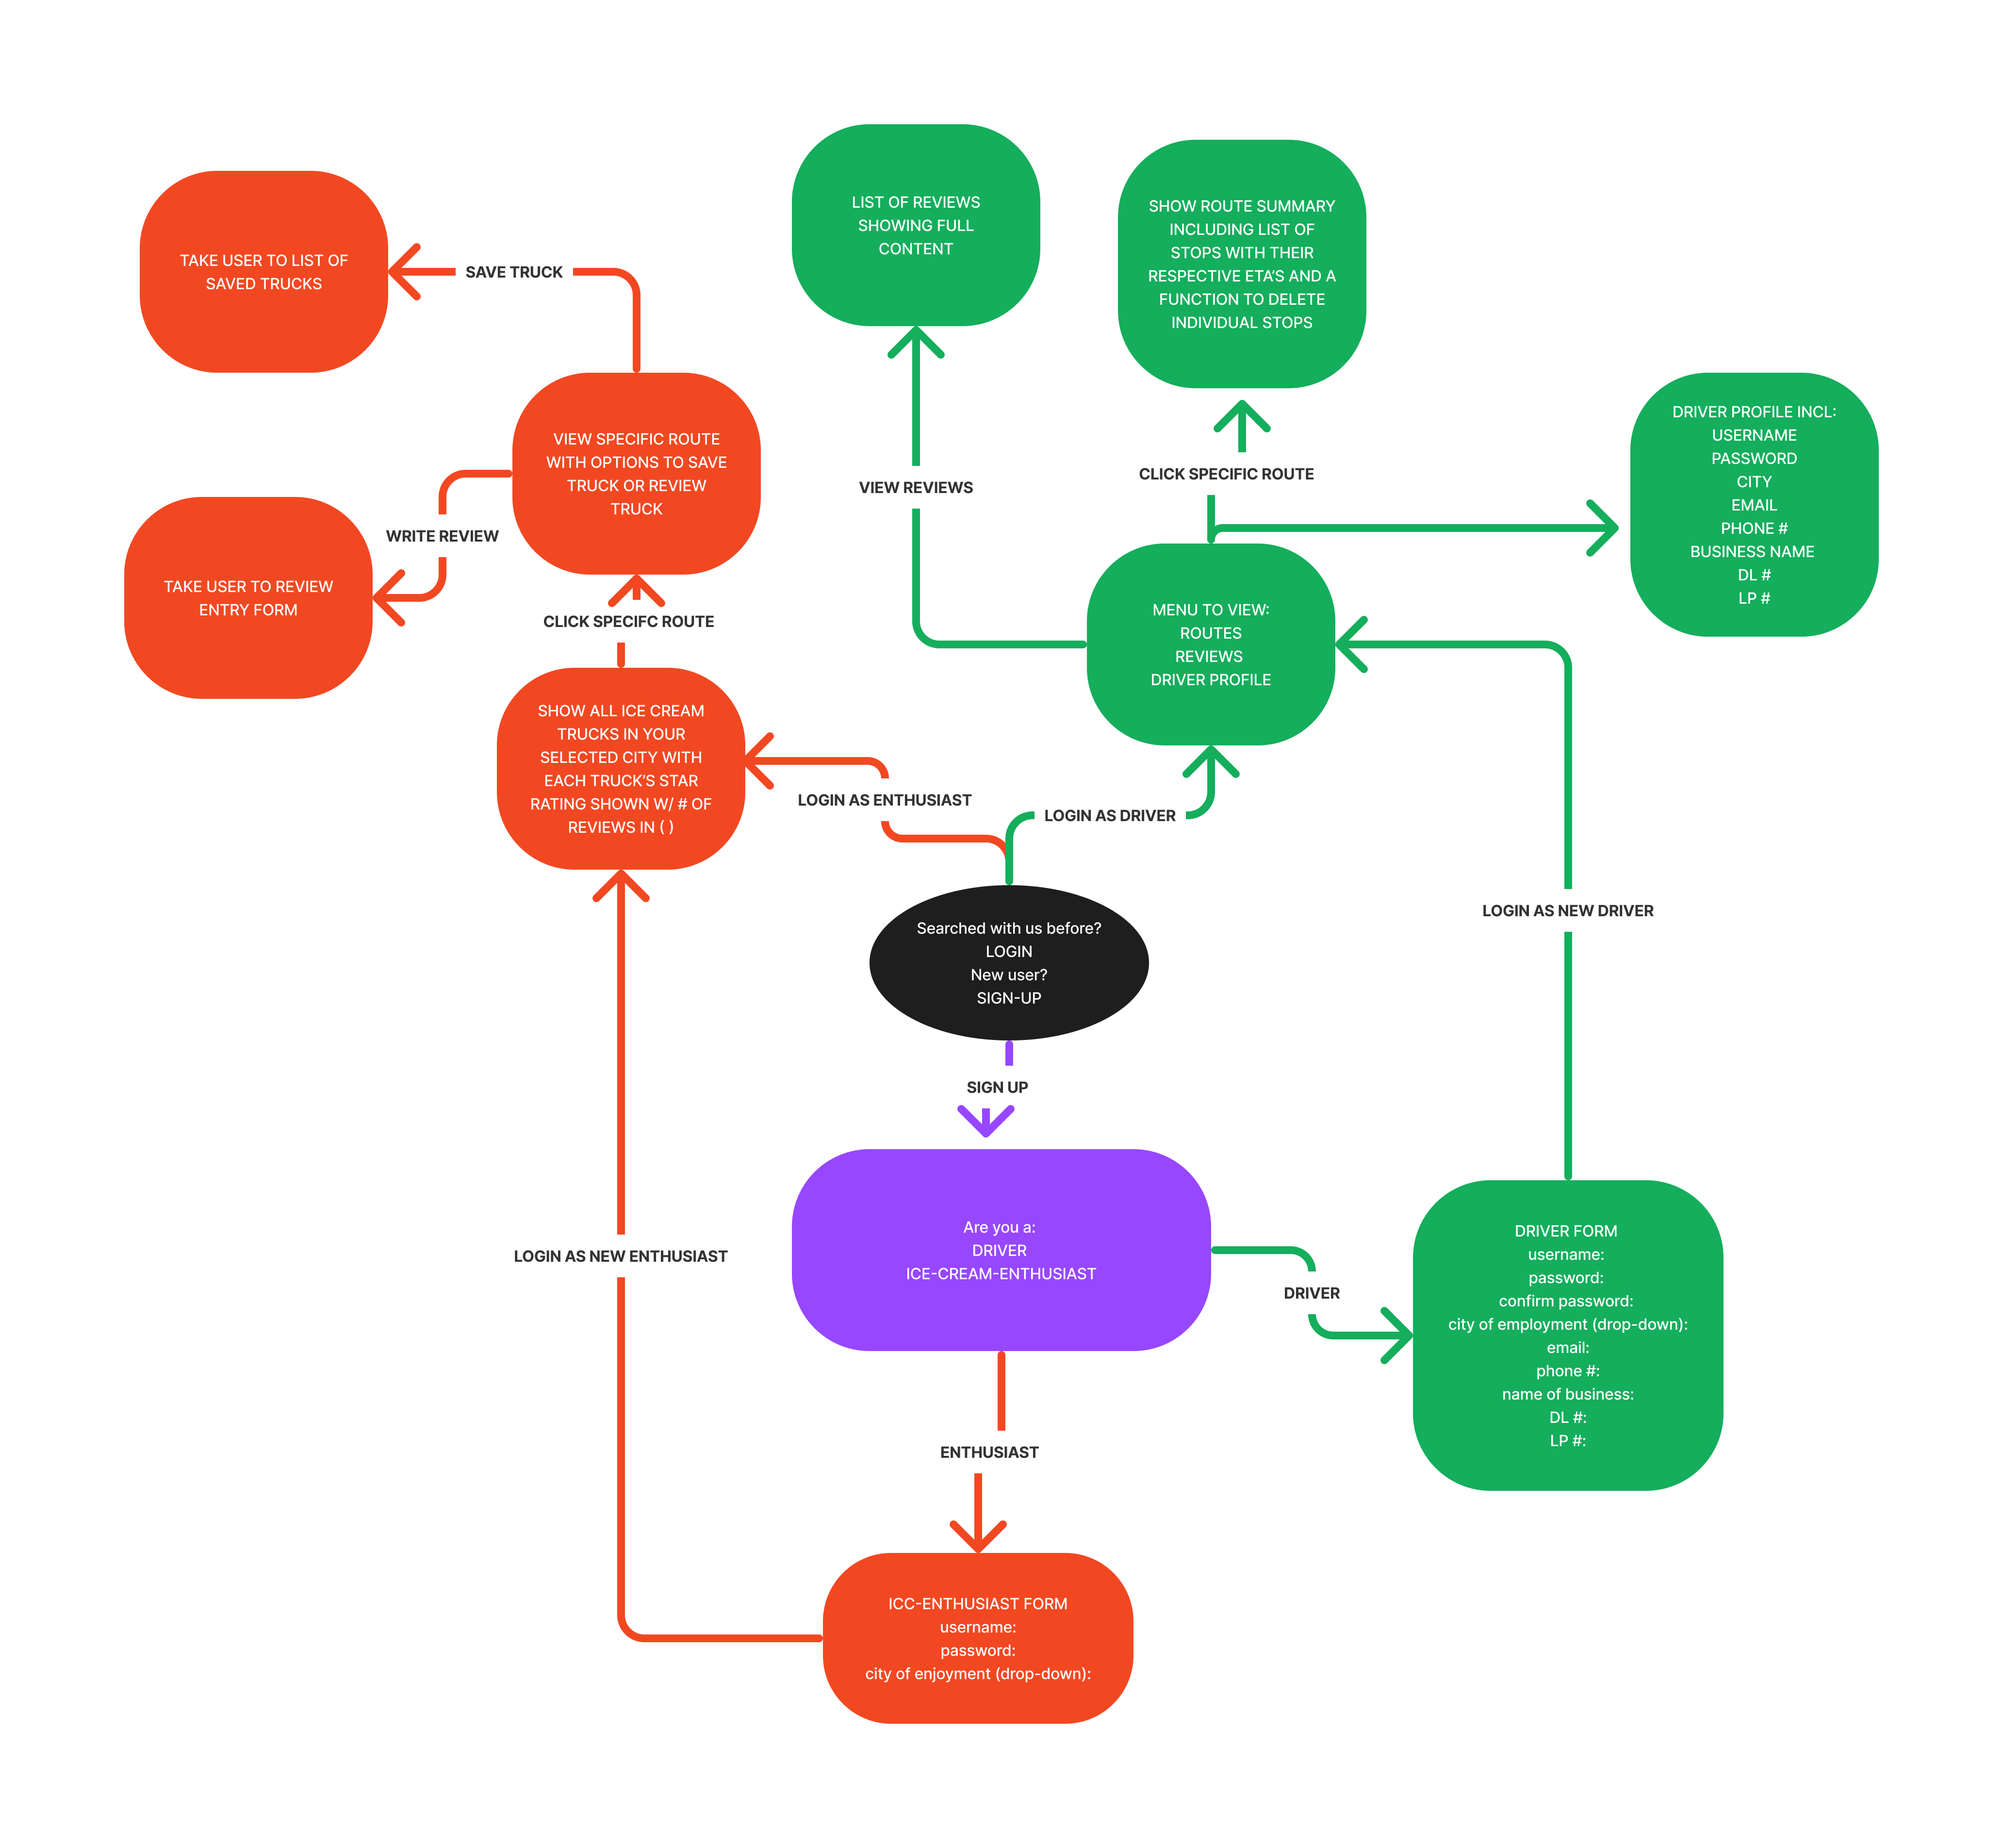 LIST OF REVIEWS
SHOWING FULL
CONTENT
SHOW ROUTE SUMMARY
INCLUDING LIST OF
STOPS WITH THEIR
RESPECTIVE ETA'S AND A
FUNCTION TO DELETE
INDIVIDUAL STOPS
TAKE USER TO LIST OF
SAVED TRUCKS
SAVE TRUCK
VIEW SPECIFIC ROUTE
WITH OPTIONS TO SAVE
TRUCK OR REVIEW
TRUCK
VIEW REVIEWS
CLICK SPECIFIC ROUTE
DRIVER PROFILE INCL:
USERNAME
PASSWORD
CITY
EMAIL
PHONE #
BUSINESS NAME
DL #
LP #
WRITE REVIEW
TAKE USER TO REVIEW
ENTRY FORM
CLICK SPECIFC ROUTE
MENU TO VIEW:
ROUTES
REVIEWS
DRIVER PROFILE
SHOW ALL ICE CREAM
TRUCKS IN YOUR
SELECTED CITY WITH
EACH TRUCK'S STAR
RATING SHOWN W/ # OF
REVIEWS IN ( )
LOGIN AS ENTHUSIAST
LOGIN AS DRIVER
LOGIN AS NEW DRIVER
Searched with us before?
LOGIN
New user?
SIGN-UP
SIGN UP
Are you a:
DRIVER
ICE-CREAM-ENTHUSIAST
LOGIN AS NEW ENTHUSIAST
DRIVER
DRIVER FORM
username:
password:
confirm password:
city of employment (drop-down):
email:
phone #:
name of business:
DL #:
LP #:
ENTHUSIAST
ICC-ENTHUSIAST FORM
username:
password:
city of enjoyment (drop-down):